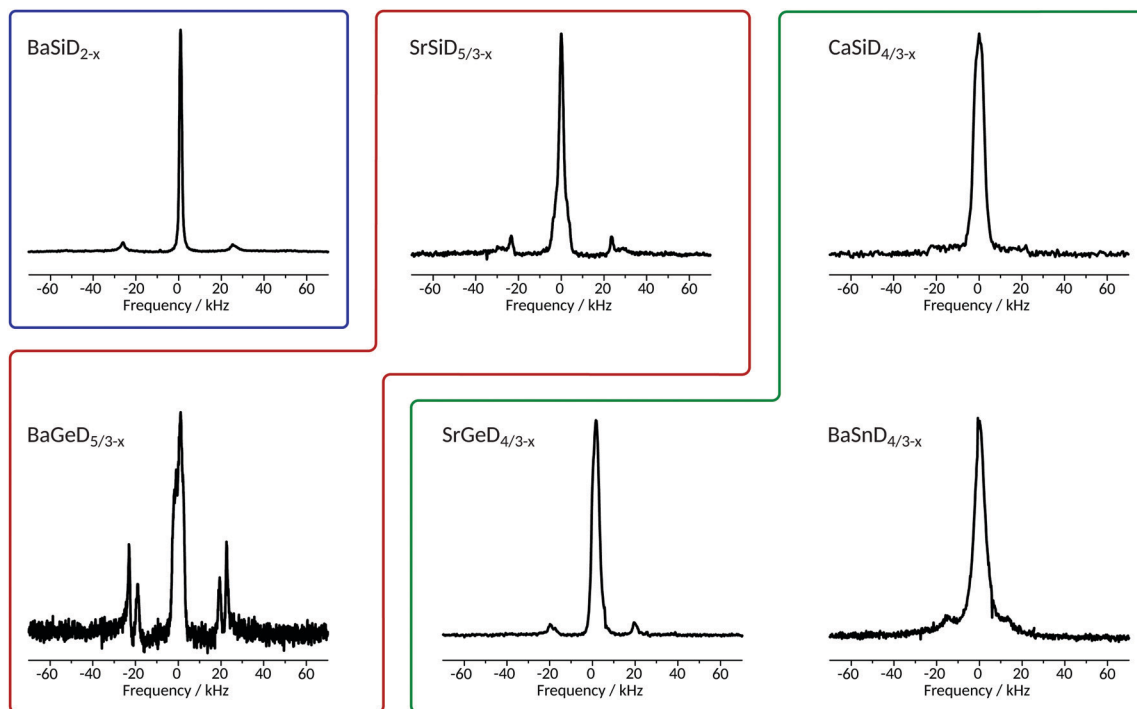 BaSiD2-x
-60 -40 -20 0 20 40 60
Frequency / kHz
SrSiD5/3-x
-60 -40 -20 0 20 40 60
Frequency / kHz
CaSiD4/3-x
-60 -40 -20 0 20 40 60
Frequency / kHz
BaGeD5/3-x
-60 -40 -20 0 20 40 60
Frequency / kHz
SrGeD4/3-x
-60 -40 -20 0 20 40 60
Frequency / kHz
BaSnD4/3-x
-60 -40 -20 0 20 40 60
Frequency / kHz